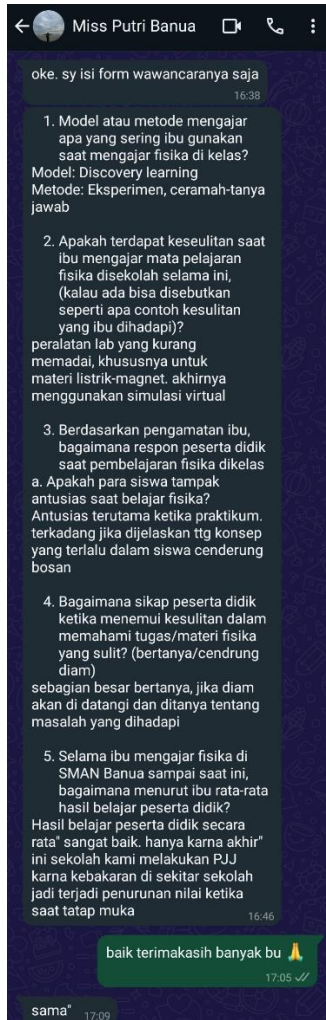 Miss Putri Banua
oke. sy isi form wawancaranya saja
16:38
1. Model atau metode mengajar
apa yang sering ibu gunakan
saat mengajar fisika di kelas?
Model: Discovery learning
Metode: Eksperimen, ceramah-tanya
jawab
2. Apakah terdapat keseulitan saat
ibu mengajar mata pelajaran
fisika disekolah selama ini,
(kalau ada bisa disebutkan
seperti apa contoh kesulitan
yang ibu dihadapi)?
peralatan lab yang kurang
memadai, khususnya untuk
materi listrik-magnet. akhirnya
menggunakan simulasi virtual
3. Berdasarkan pengamatan ibu,
bagaimana respon peserta didik
saat pembelajaran fisika dikelas
a. Apakah para siswa tampak
antusias saat belajar fisika?
Antusias terutama ketika praktikum.
terkadang jika dijelaskan ttg konsep
yang terlalu dalam siswa cenderung
bosan
4. Bagaimana sikap peserta didik
ketika menemui kesulitan dalam
memahami tugas/materi fisika
yang sulit? (bertanya/cendrung
diam)
sebagian besar bertanya, jika diam
akan di datangi dan ditanya tentang
masalah yang dihadapi
5. Selama ibu mengajar fisika di
SMAN Banua sampai saat ini,
bagaimana menurut ibu rata-rata
hasil belajar peserta didik?
Hasil belajar peserta didik secara
rata" sangat baik. hanya karna akhir"
ini sekolah kami melakukan PJJ
karna kebakaran di sekitar sekolah
jadi terjadi penurunan nilai ketika
saat tatap muka
16:46
baik terimakasih banyak bu 🙏
17:05
sama" 17:09